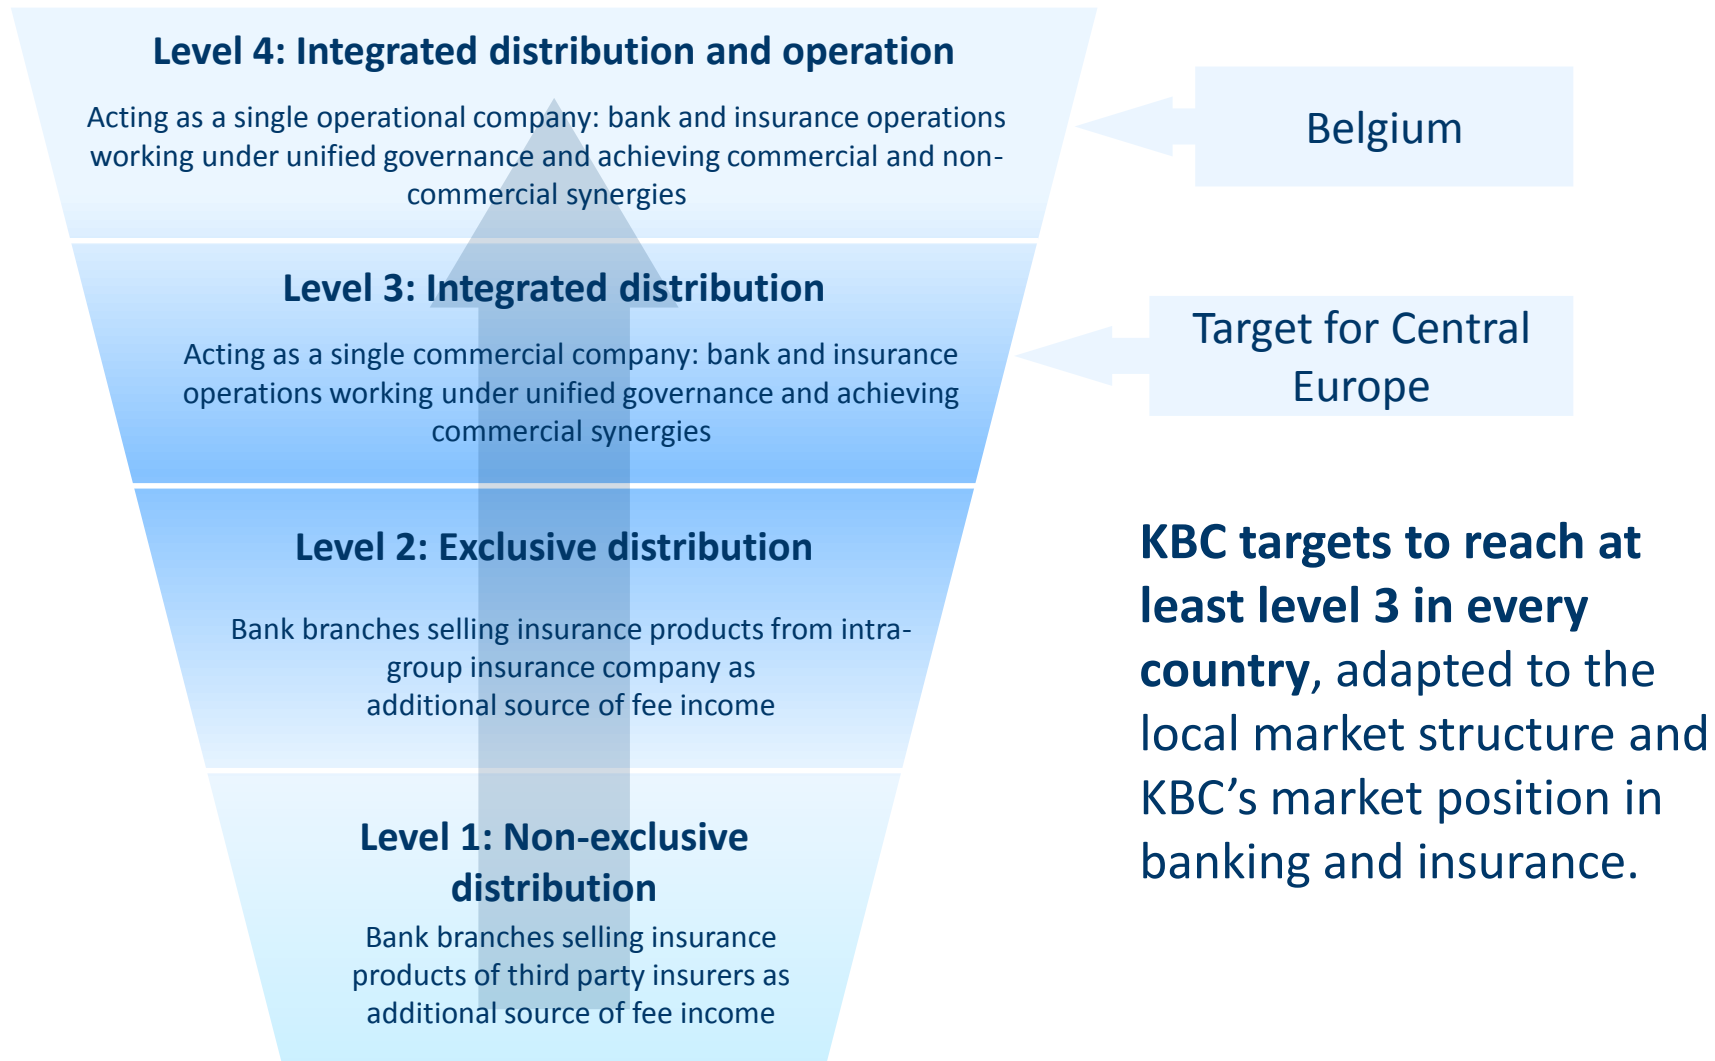 Level 4: Integrated distribution and operation
Acting as a single operational company: bank and insurance operations
working under unified governance and achieving commercial and non-
commercial synergies
Belgium
Level 3: Integrated distribution
Acting as a single commercial company: bank and insurance
operations working under unified governance and achieving
commercial synergies
Target for Central
Europe
Level 2: Exclusive distribution
Bank branches selling insurance products from intra-
group insurance company as
additional source of fee income
Level 1: Non-exclusive
distribution
Bank branches selling insurance
products of third party insurers as
additional source of fee income
KBC targets to reach at
least level 3 in every
country, adapted to the
local market structure and
KBC’s market position in
banking and insurance.